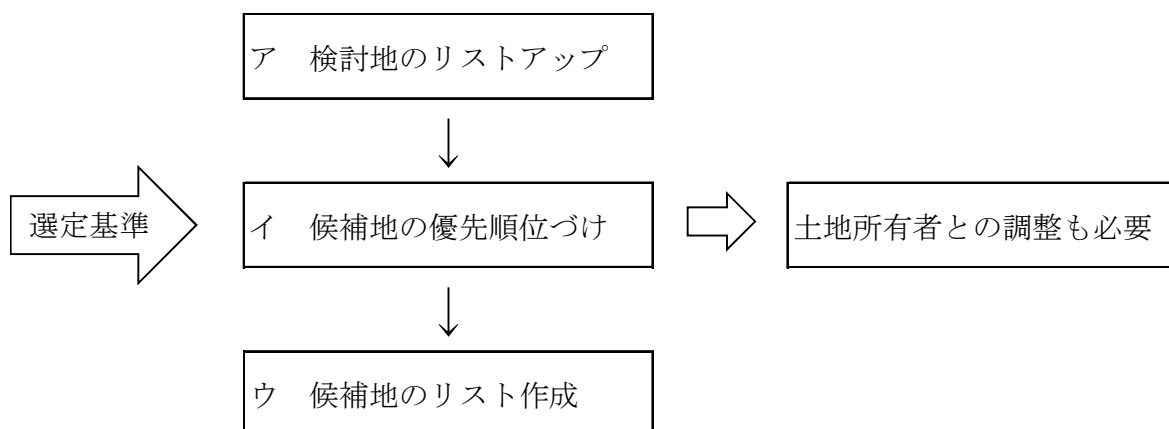 ア　検討地のリストアップ
選定基準
イ　候補地の優先順位づけ
土地所有者との調整も必要
ウ　候補地のリスト作成